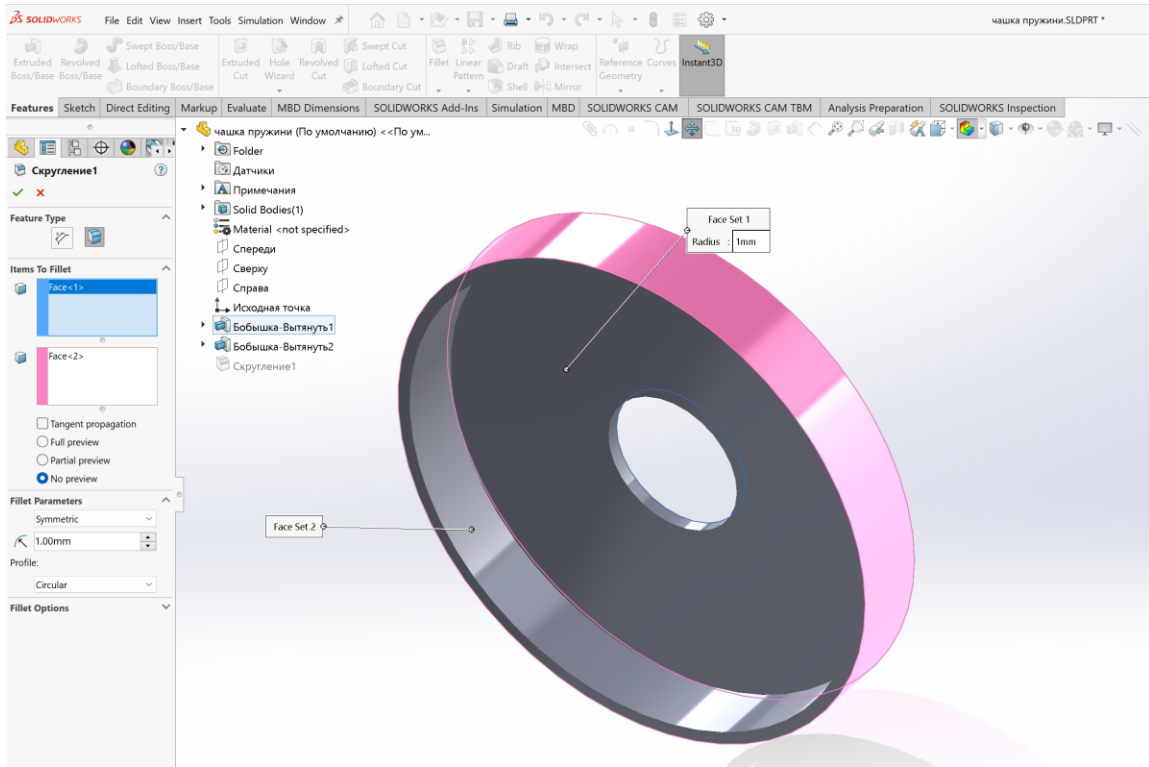 SOLIDWORKS File Edit View Insert Tools Simulation Window
чашка пружини.SLDPRT *
Extruded Boss/Base
Revolved Boss/Base
Swept Boss/Base
Lofted Boss/Base
Boundary Boss/Base
Extruded Cut
Hole Wizard
Revolved Cut
Swept Cut
Lofted Cut
Boundary Cut
Fillet
Linear Pattern
Rib
Draft
Shell
Wrap
Intersect
Mirror
Reference Geometry
Curves
Instant3D
Features Sketch Direct Editing Markup Evaluate MBD Dimensions SOLIDWORKS Add-Ins Simulation MBD SOLIDWORKS CAM SOLIDWORKS CAM TBM Analysis Preparation SOLIDWORKS Inspection
Скругление1
Feature Type
Items To Fillet
Face<1>
Face<2>
Tangent propagation
Full preview
Partial preview
No preview
Fillet Parameters
Symmetric
1.00mm
Profile:
Circular
Fillet Options
чашка пружини (По умолчанию) <<По ум...
Folder
Датчики
Примечания
Solid Bodies(1)
Material <not specified>
Спереди
Сверху
Справа
Исходная точка
Бобышка-Вытянуть1
Бобышка-Вытянуть2
Скругление1
Face Set 1
Radius : 1mm
Face Set 2